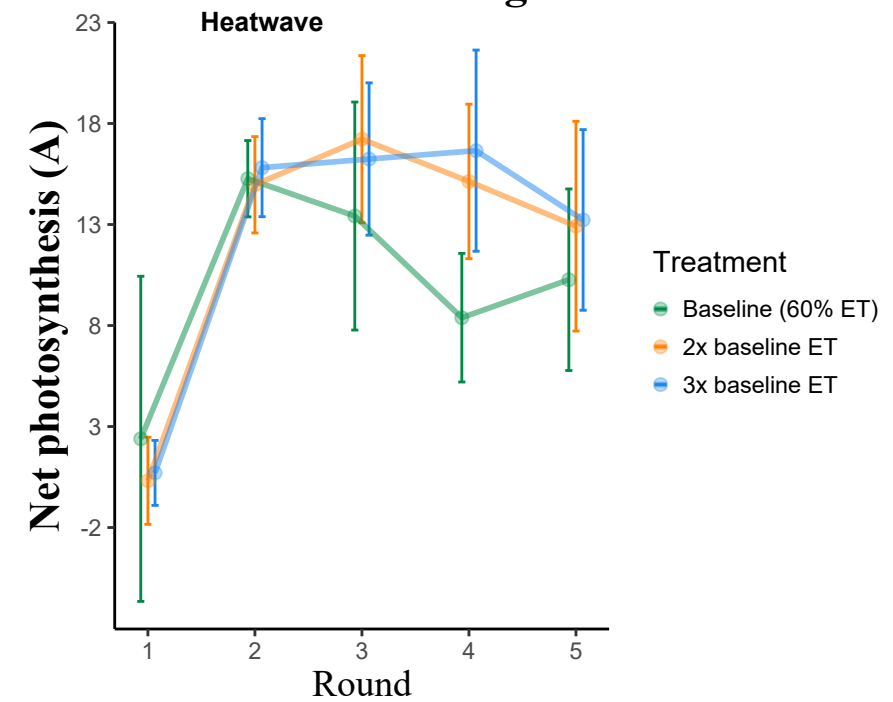 Heatwave
23
18
13
8
3
-2
Net photosynthesis (A)
1 2 3 4 5
Round
Treatment
Baseline (60% ET)
2x baseline ET
3x baseline ET